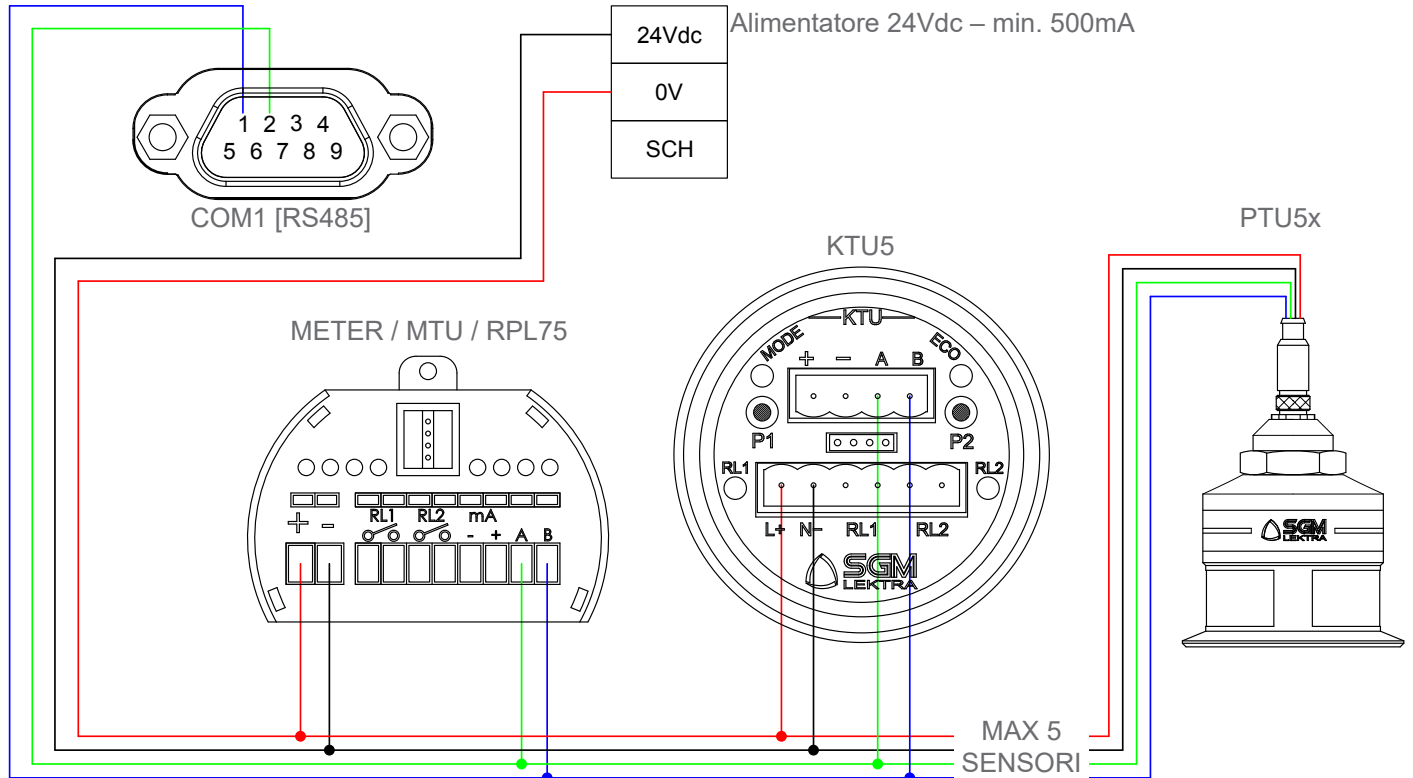 24Vdc
Alimentatore 24Vdc – min. 500mA
0V
SCH
1 2 3 4
5 6 7 8 9
COM1 [RS485]
PTU5x
KTU5
METER / MTU / RPL75
KTU
MODE
ECO
+ − A B
P1
P2
RL1
RL2
L+ N− RL1 RL2
SGM
LEKTRA
+ -
RL1 RL2 mA
- + A B
SGM
LEKTRA
MAX 5
SENSORI